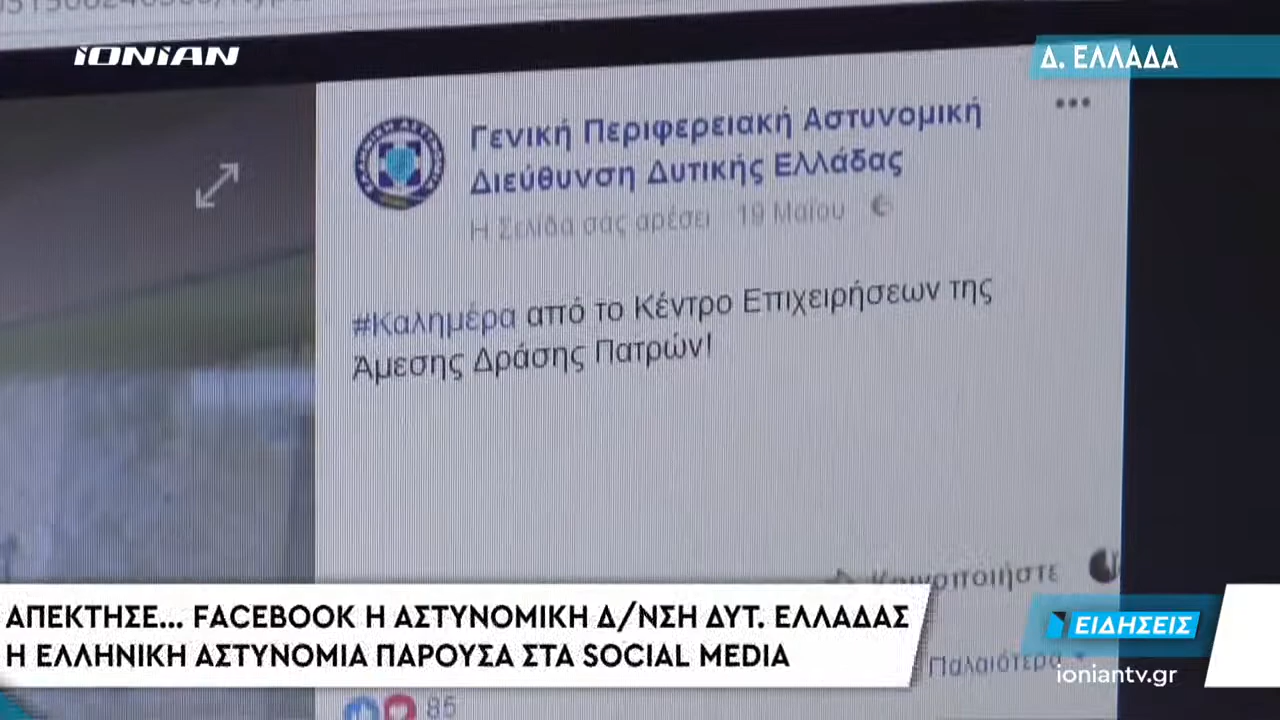 IONIAN
Δ. ΕΛΛΑΔΑ
Γενική Περιφερειακή Αστυνομική
Διεύθυνση Δυτικής Ελλάδας
Η Σελίδα σας αρέσει 19 Μαΐου
#Καλημέρα από το Κέντρο Επιχειρήσεων της
Άμεσης Δράσης Πατρών!
Κοινοποιήστε
ΑΠΕΚΤΗΣΕ... FACEBOOK Η ΑΣΤΥΝΟΜΙΚΗ Δ/ΝΣΗ ΔΥΤ. ΕΛΛΑΔΑΣ
Η ΕΛΛΗΝΙΚΗ ΑΣΤΥΝΟΜΙΑ ΠΑΡΟΥΣΑ ΣΤΑ SOCIAL MEDIA
ΕΙΔΗΣΕΙΣ
Παλαιότερα
ioniantv.gr
85